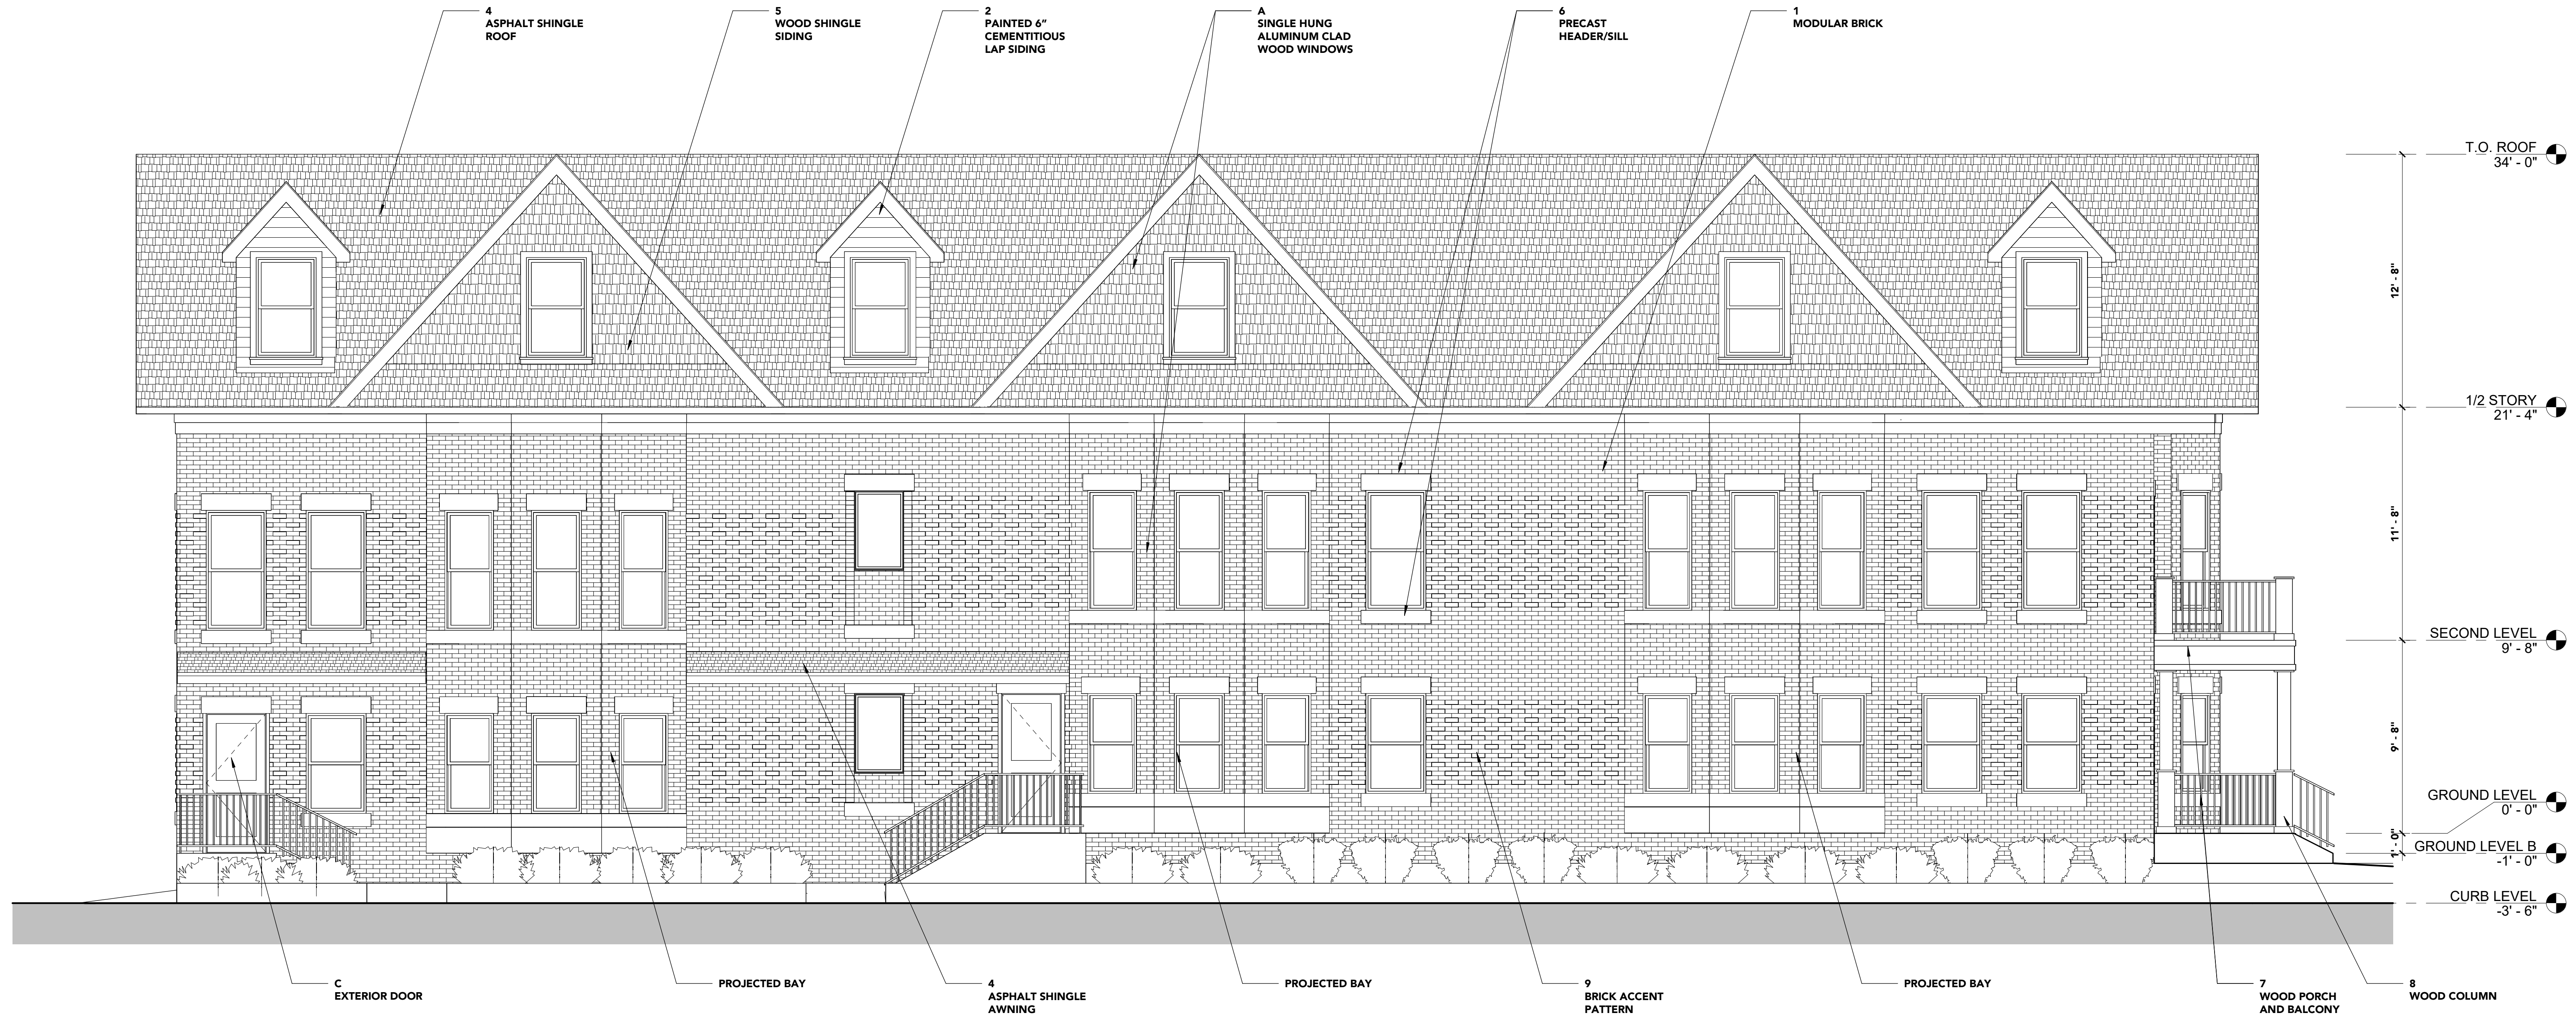 4
ASPHALT SHINGLE
ROOF
5
WOOD SHINGLE
SIDING
2
PAINTED 6”
CEMENTITIOUS
LAP SIDING
A
SINGLE HUNG
ALUMINUM CLAD
WOOD WINDOWS
6
PRECAST
HEADER/SILL
1
MODULAR BRICK
T.O. ROOF
34' - 0"
12' - 8"
1/2 STORY
21' - 4"
11' - 8"
SECOND LEVEL
9' - 8"
9' - 8"
GROUND LEVEL
0' - 0"
1' - 0"
GROUND LEVEL B
-1' - 0"
CURB LEVEL
-3' - 6"
C
EXTERIOR DOOR
PROJECTED BAY
4
ASPHALT SHINGLE
AWNING
PROJECTED BAY
9
BRICK ACCENT
PATTERN
PROJECTED BAY
7
WOOD PORCH
AND BALCONY
8
WOOD COLUMN